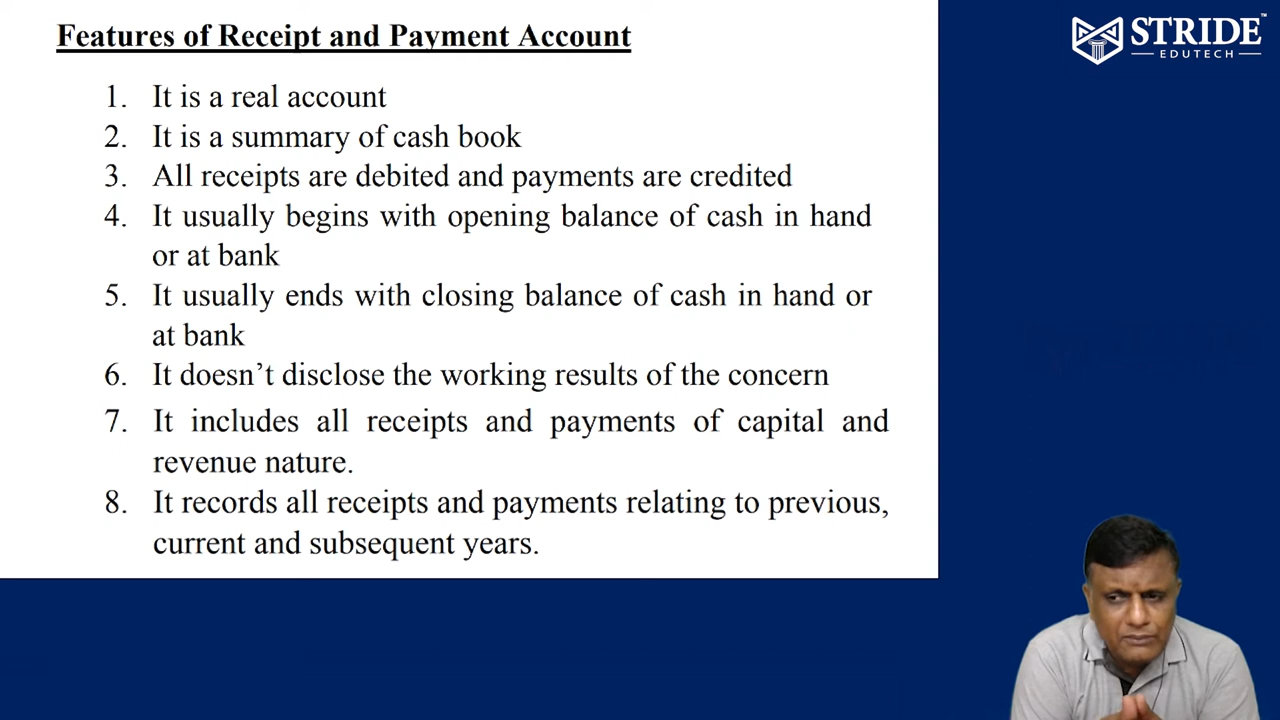 Features of Receipt and Payment Account
STRIDE™
EDUTECH
1. It is a real account
2. It is a summary of cash book
3. All receipts are debited and payments are credited
4. It usually begins with opening balance of cash in hand
or at bank
5. It usually ends with closing balance of cash in hand or
at bank
6. It doesn’t disclose the working results of the concern
7. It includes all receipts and payments of capital and
revenue nature.
8. It records all receipts and payments relating to previous,
current and subsequent years.